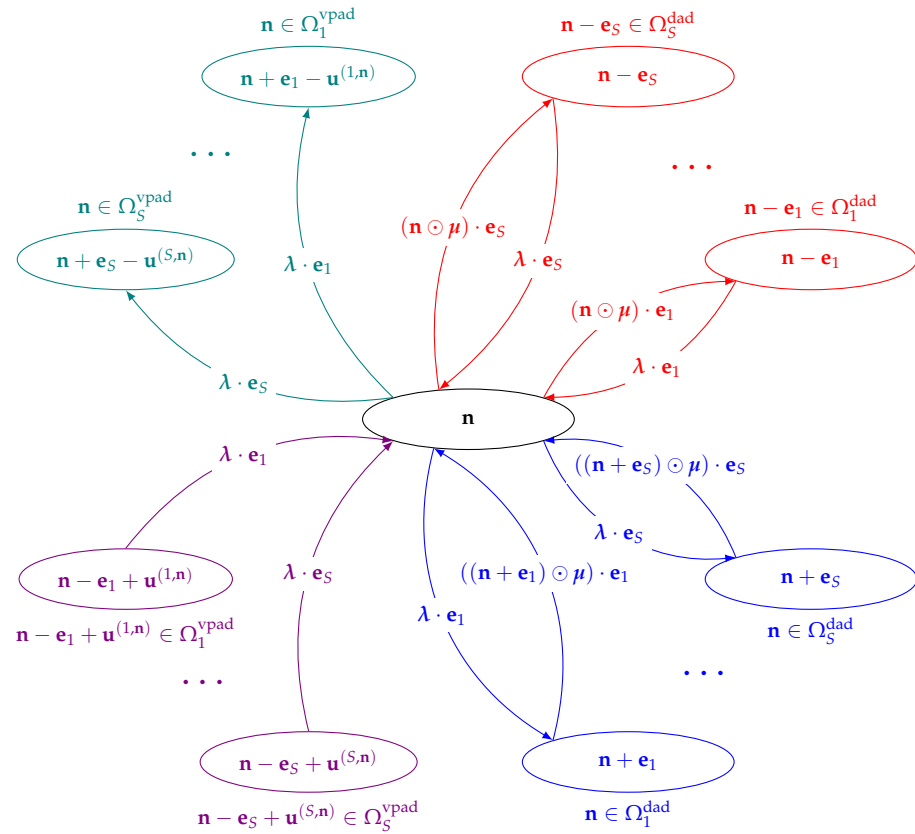 n ∈ Ω₁^vpad
n + e₁ − u^(1,n)
n − e_S ∈ Ω_S^dad
n − e_S
· · ·
· · ·
n ∈ Ω_S^vpad
n + e_S − u^(S,n)
n − e₁ ∈ Ω₁^dad
n − e₁
(n ⊙ μ) · e_S
λ · e₁
λ · e_S
(n ⊙ μ) · e₁
λ · e₁
λ · e_S
n
λ · e₁
((n + e_S) ⊙ μ) · e_S
λ · e_S
λ · e_S
((n + e₁) ⊙ μ) · e₁
n − e₁ + u^(1,n)
n + e_S
λ · e₁
n − e₁ + u^(1,n) ∈ Ω₁^vpad
n ∈ Ω_S^dad
· · ·
· · ·
n − e_S + u^(S,n)
n + e₁
n − e_S + u^(S,n) ∈ Ω_S^vpad
n ∈ Ω₁^dad